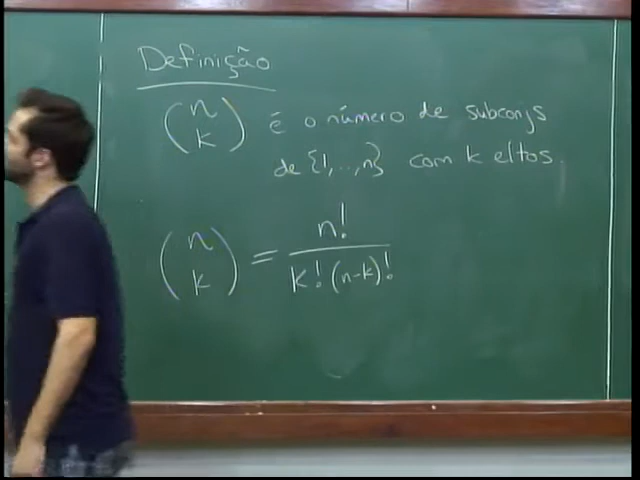 Definição
(n k) é o número de subconjs
de {1,..,n} com k eltos.
(n k) = n! / k!(n-k)!